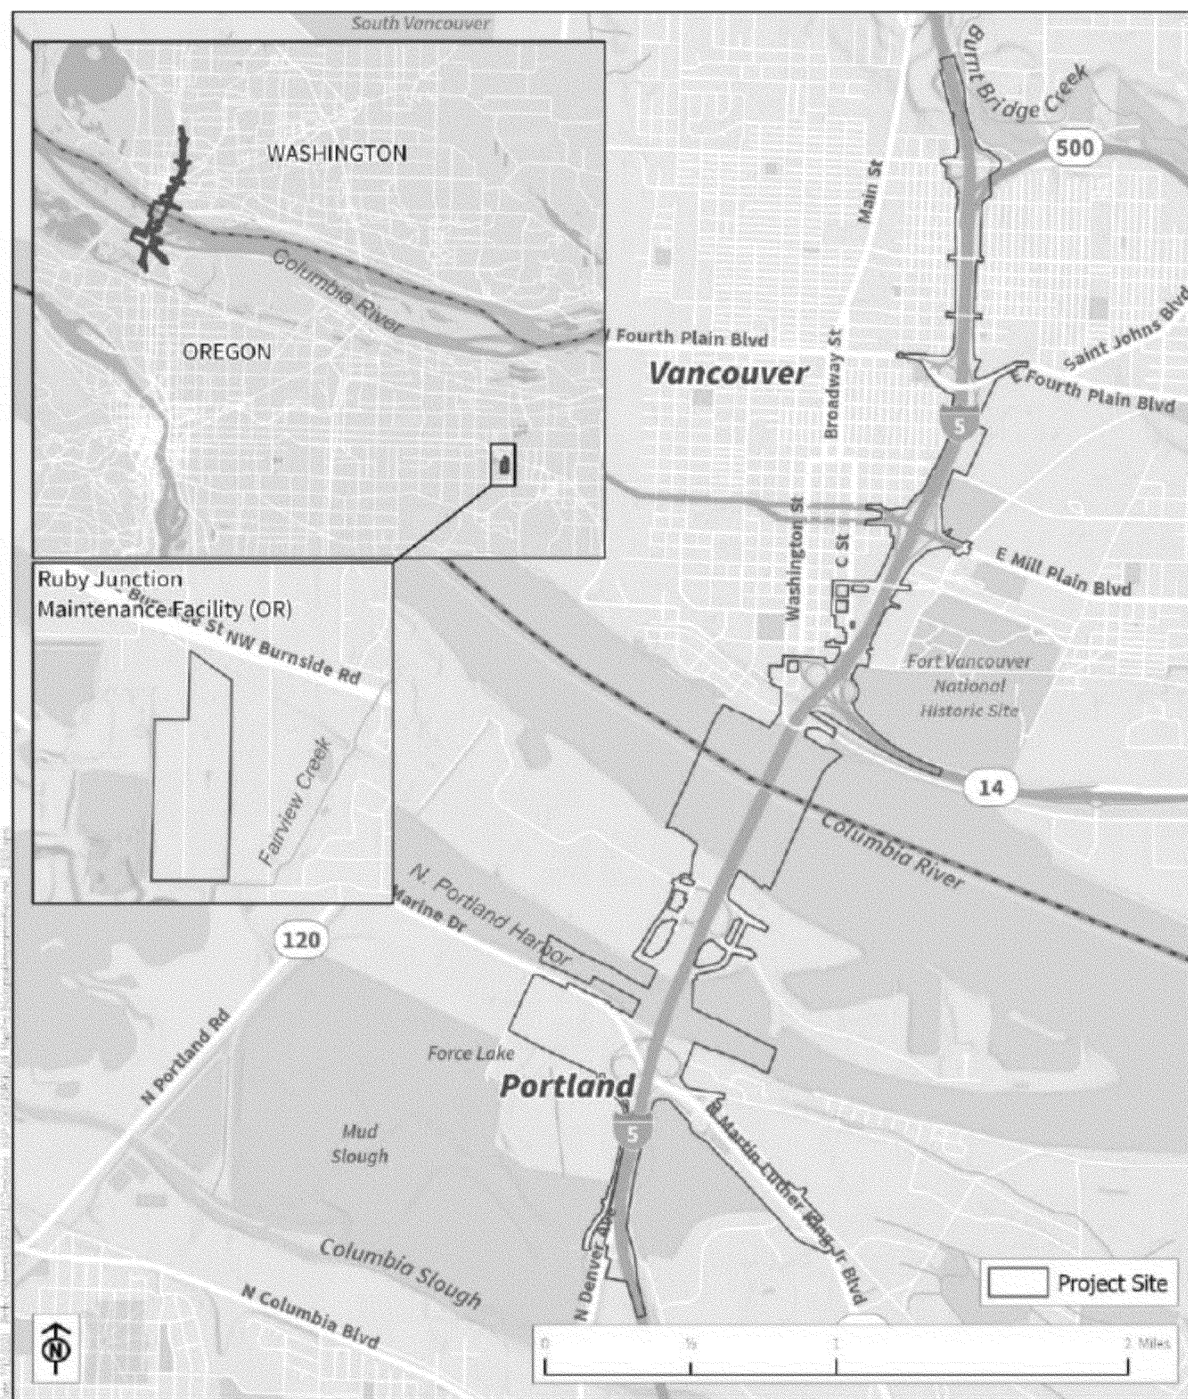 South Vancouver
Burnt Bridge Creek
WASHINGTON
500
Main St
Columbia River
Fourth Plain Blvd
Saint Johns Blvd
OREGON
Vancouver
Broadway St
Fourth Plain Blvd
5
Washington St
C St
E Mill Plain Blvd
Ruby Junction
Maintenance Facility (OR)
NW Burnside Rd
Fort Vancouver
National
Historic Site
Fairview Creek
14
Columbia River
N. Portland Harbor
Marine Dr
120
N Portland Rd
Force Lake
Portland
5
Mud
Slough
Martin Luther King Jr Blvd
N Denver Ave
Columbia Slough
N Columbia Blvd
Project Site
N
0 ½ 1 2 Miles